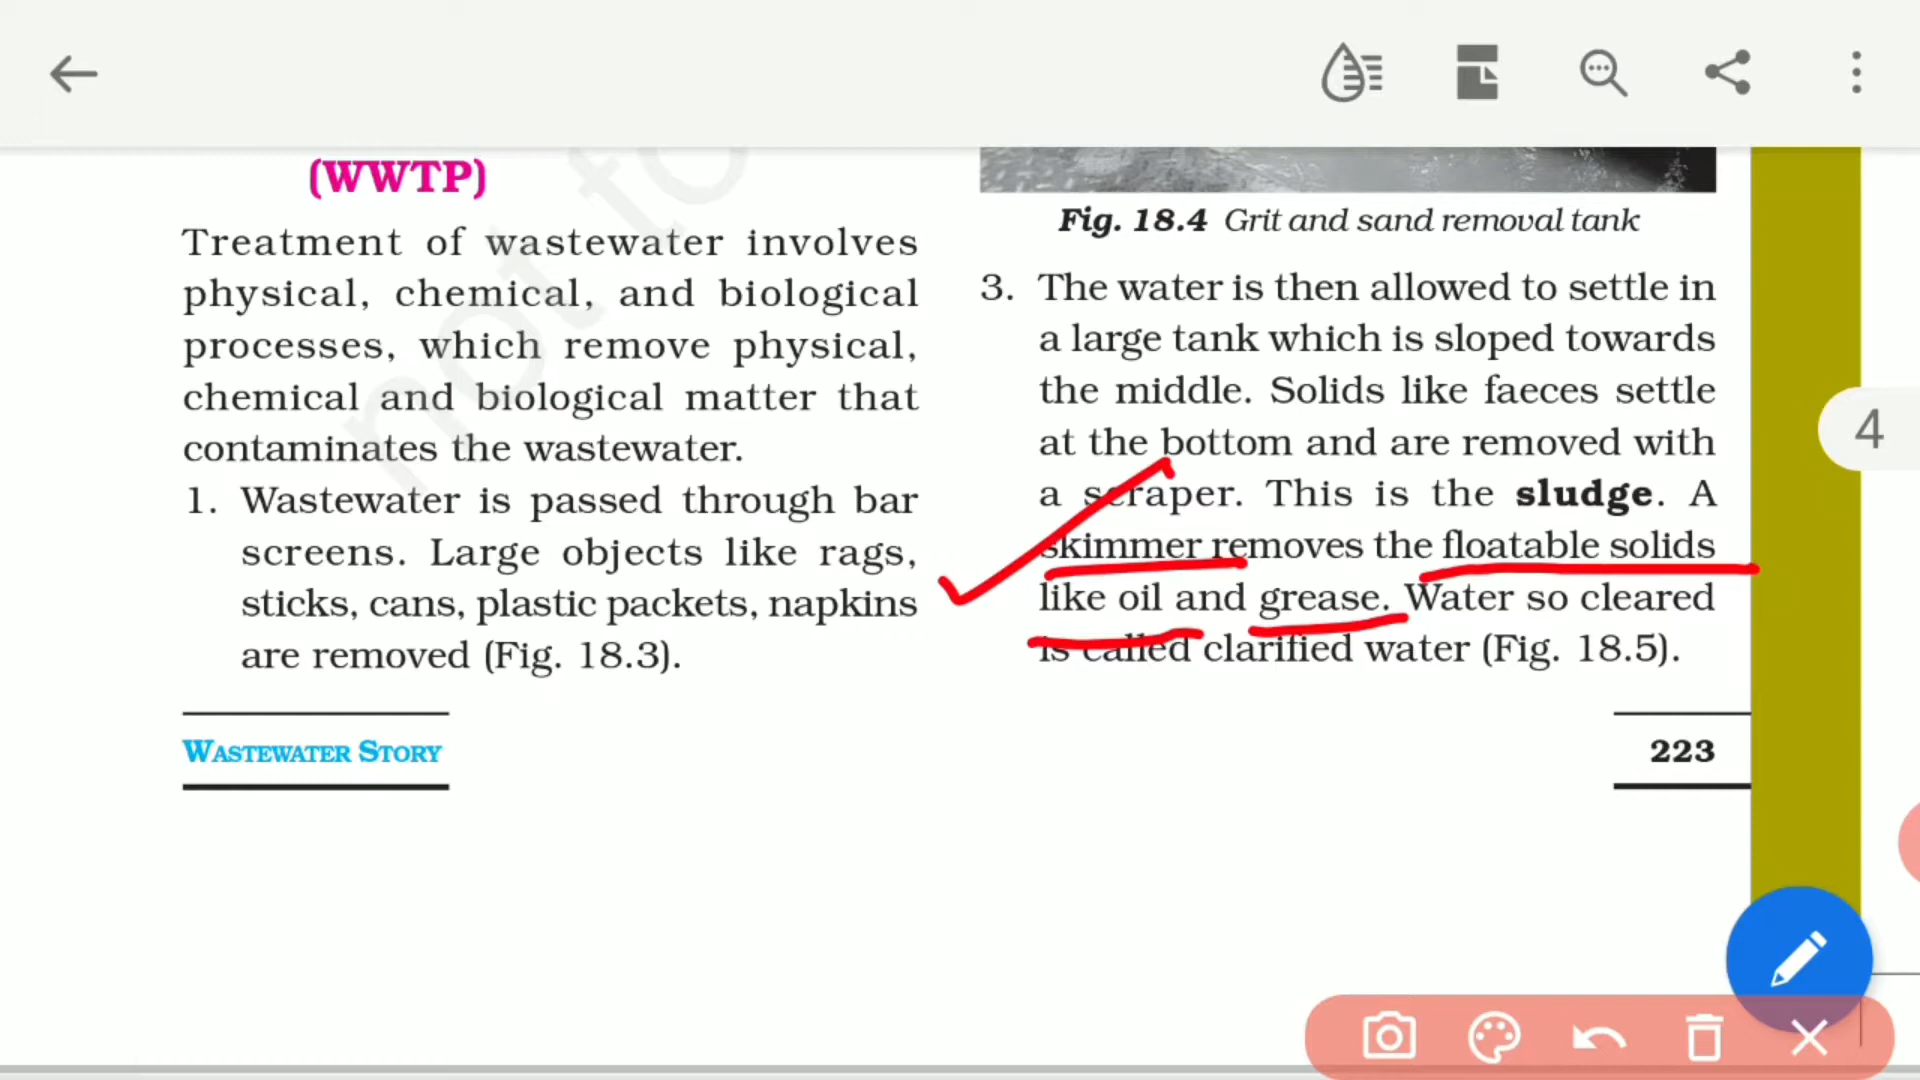 (WWTP)
Treatment of wastewater involves
physical, chemical, and biological
processes, which remove physical,
chemical and biological matter that
contaminates the wastewater.
1. Wastewater is passed through bar
screens. Large objects like rags,
sticks, cans, plastic packets, napkins
are removed (Fig. 18.3).
Fig. 18.4 Grit and sand removal tank
3. The water is then allowed to settle in
a large tank which is sloped towards
the middle. Solids like faeces settle
at the bottom and are removed with
a scraper. This is the sludge. A
skimmer removes the floatable solids
like oil and grease. Water so cleared
is called clarified water (Fig. 18.5).
WASTEWATER STORY
223
4
not to